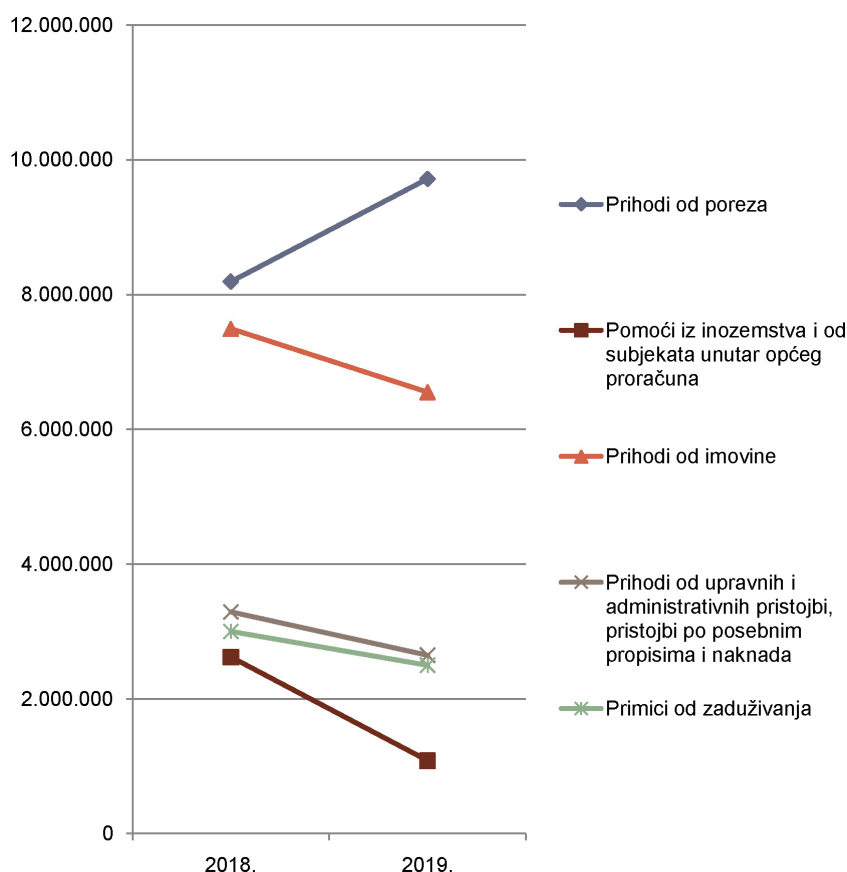 12.000.000
10.000.000
8.000.000
6.000.000
4.000.000
2.000.000
0
2018.
2019.
Prihodi od poreza
Pomoći iz inozemstva i od
subjekata unutar općeg
proračuna
Prihodi od imovine
Prihodi od upravnih i
administrativnih pristojbi,
pristojbi po posebnim
propisima i naknada
Primici od zaduživanja